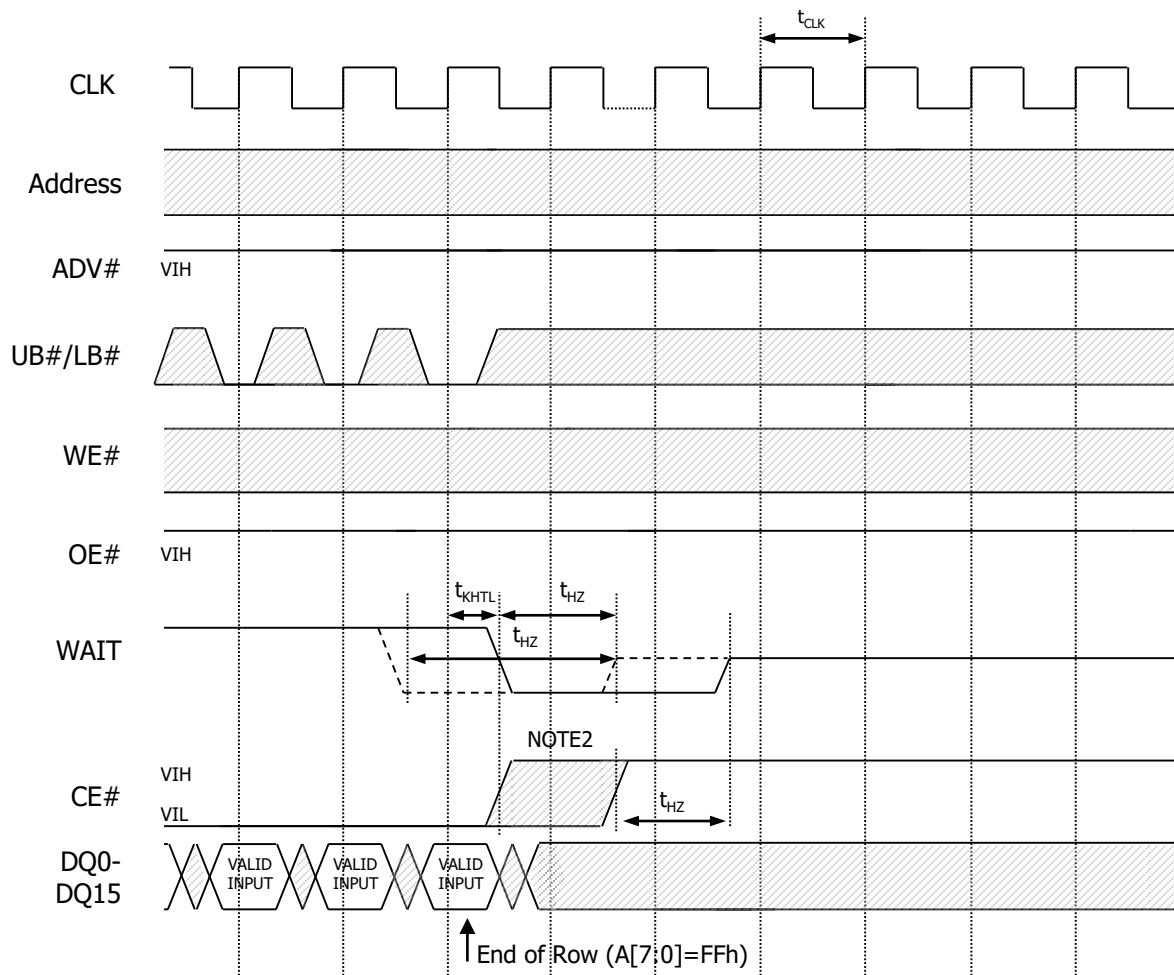 tCLK
CLK
Address
ADV#
VIH
UB#/LB#
WE#
OE#
VIH
tKHTL
tHZ
WAIT
tHZ
NOTE2
CE#
VIH
VIL
tHZ
DQ0-
DQ15
VALID
INPUT
VALID
INPUT
VALID
INPUT
End of Row (A[7:0]=FFh)